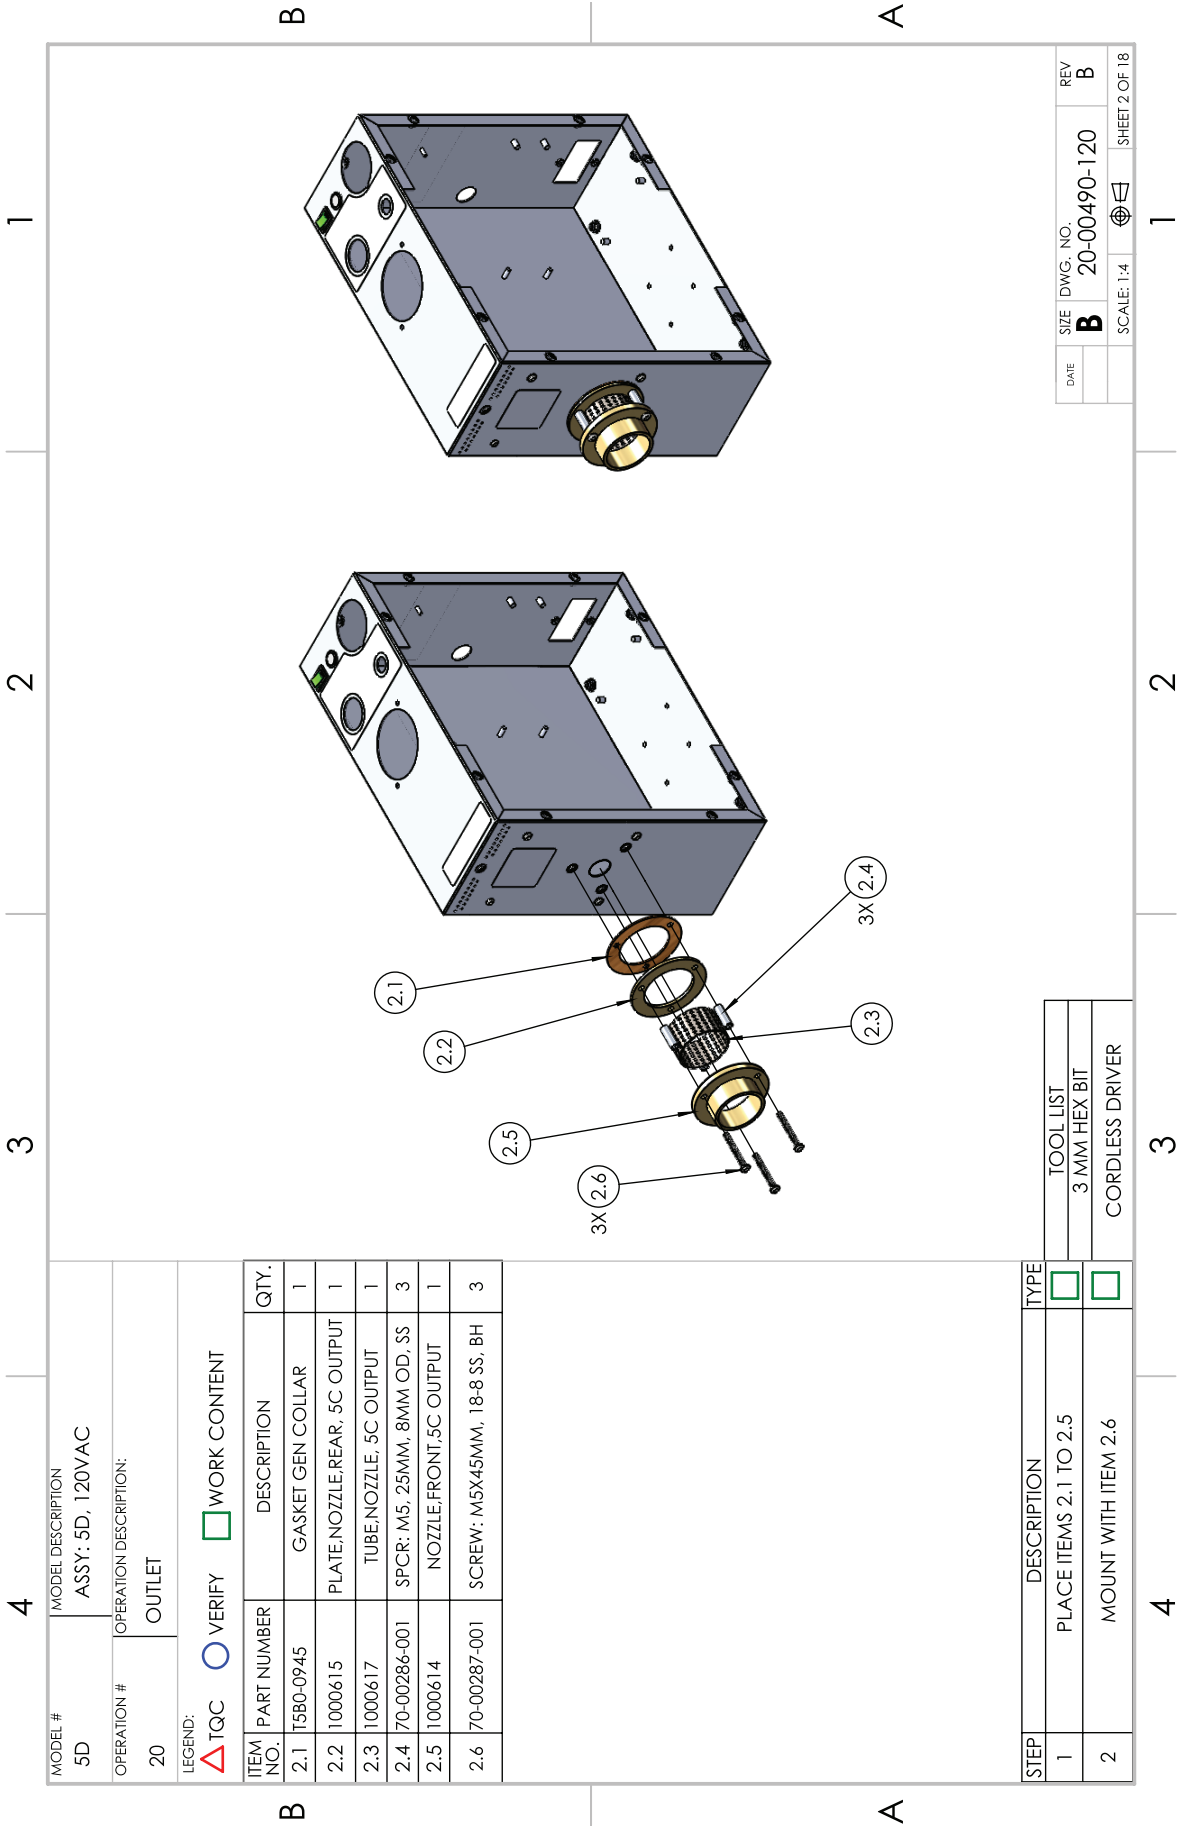 4
3
2
1
B
A
MODEL #
5D
MODEL DESCRIPTION
ASSY: 5D, 120VAC
OPERATION #
20
OPERATION DESCRIPTION:
OUTLET
LEGEND:
TQC
VERIFY
WORK CONTENT
ITEM NO. PART NUMBER DESCRIPTION QTY.
2.1 T5B0-0945 GASKET GEN COLLAR 1
2.2 1000615 PLATE,NOZZLE,REAR, 5C OUTPUT 1
2.3 1000617 TUBE,NOZZLE, 5C OUTPUT 1
2.4 70-00286-001 SPCR: M5, 25MM, 8MM OD, SS 3
2.5 1000614 NOZZLE,FRONT,5C OUTPUT 1
2.6 70-00287-001 SCREW: M5X45MM, 18-8 SS, BH 3
2.1
2.2
2.5
3X 2.6
3X 2.4
2.3
STEP DESCRIPTION TYPE
1 PLACE ITEMS 2.1 TO 2.5
2 MOUNT WITH ITEM 2.6
TOOL LIST
3 MM HEX BIT
CORDLESS DRIVER
DATE
SIZE
B
DWG. NO.
20-00490-120
REV
B
SCALE: 1:4
SHEET 2 OF 18
B
A
4
3
2
1